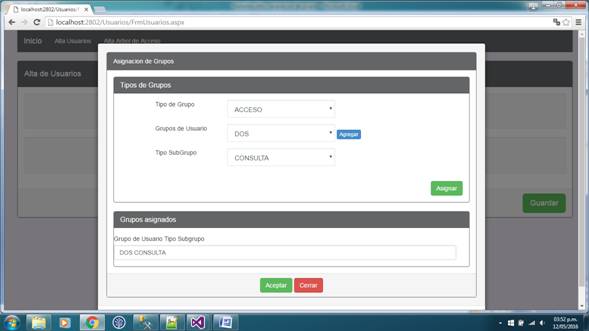 localhost:2802/Usuarios/
localhost:2802/Usuarios/FrmUsuarios.aspx
Inicio Alta Usuarios Alta Arbol de Acceso
Alta de Usuarios
Asignacion de Grupos
Tipos de Grupos
Tipo de Grupo
ACCESO
Grupos de Usuario
DOS
Agregar
Tipo SubGrupo
CONSULTA
Asignar
Guardar
Grupos asignados
Grupo de Usuario Tipo Subgrupo
DOS CONSULTA
Aceptar Cerrar
03:52 p.m.
12/05/2016